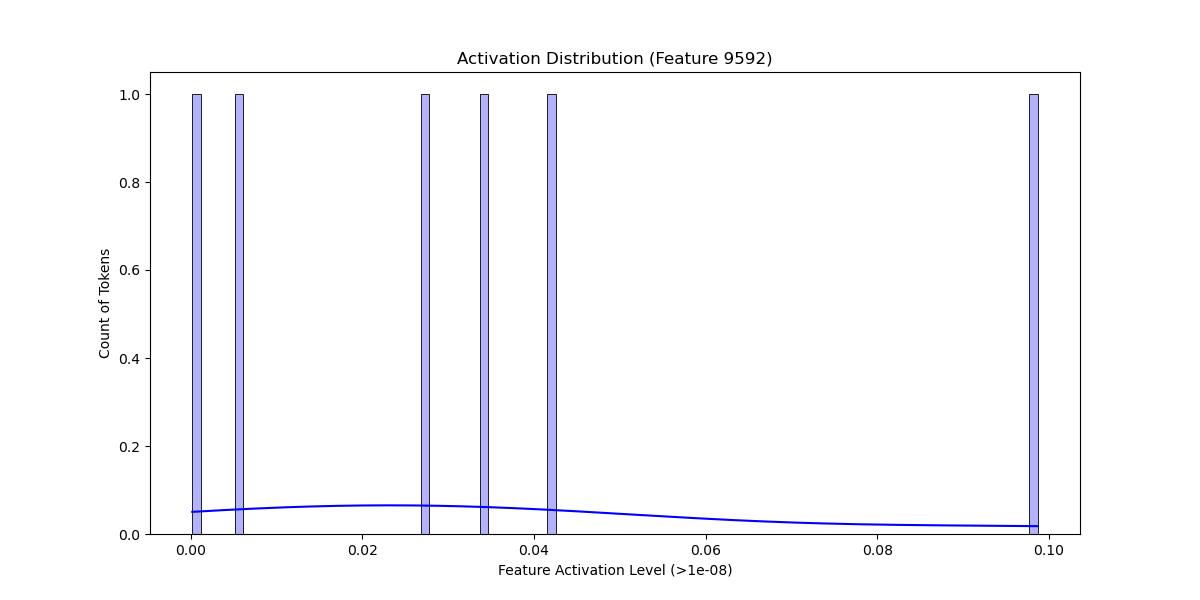 Activation Distribution (Feature 9592)
1.0
0.8
0.6
0.4
0.2
0.0
Count of Tokens
0.00 0.02 0.04 0.06 0.08 0.10
Feature Activation Level (>1e-08)